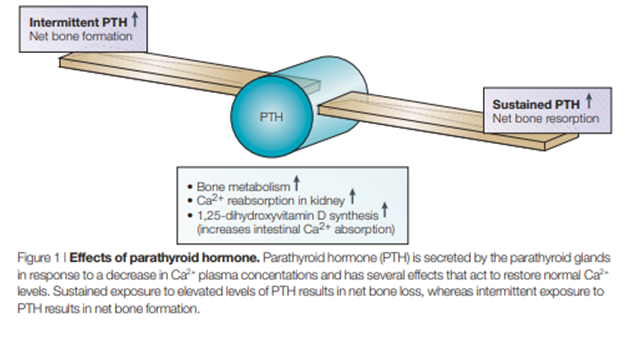 Intermittent PTH ↑
Net bone formation
PTH
Sustained PTH ↑
Net bone resorption
• Bone metabolism ↑
• Ca2+ reabsorption in kidney ↑
• 1,25-dihydroxyvitamin D synthesis ↑
(increases intestinal Ca2+ absorption)
Figure 1 | Effects of parathyroid hormone. Parathyroid hormone (PTH) is secreted by the parathyroid glands
in response to a decrease in Ca2+ plasma concentations and has several effects that act to restore normal Ca2+
levels. Sustained exposure to elevated levels of PTH results in net bone loss, whereas intermittent exposure to
PTH results in net bone formation.